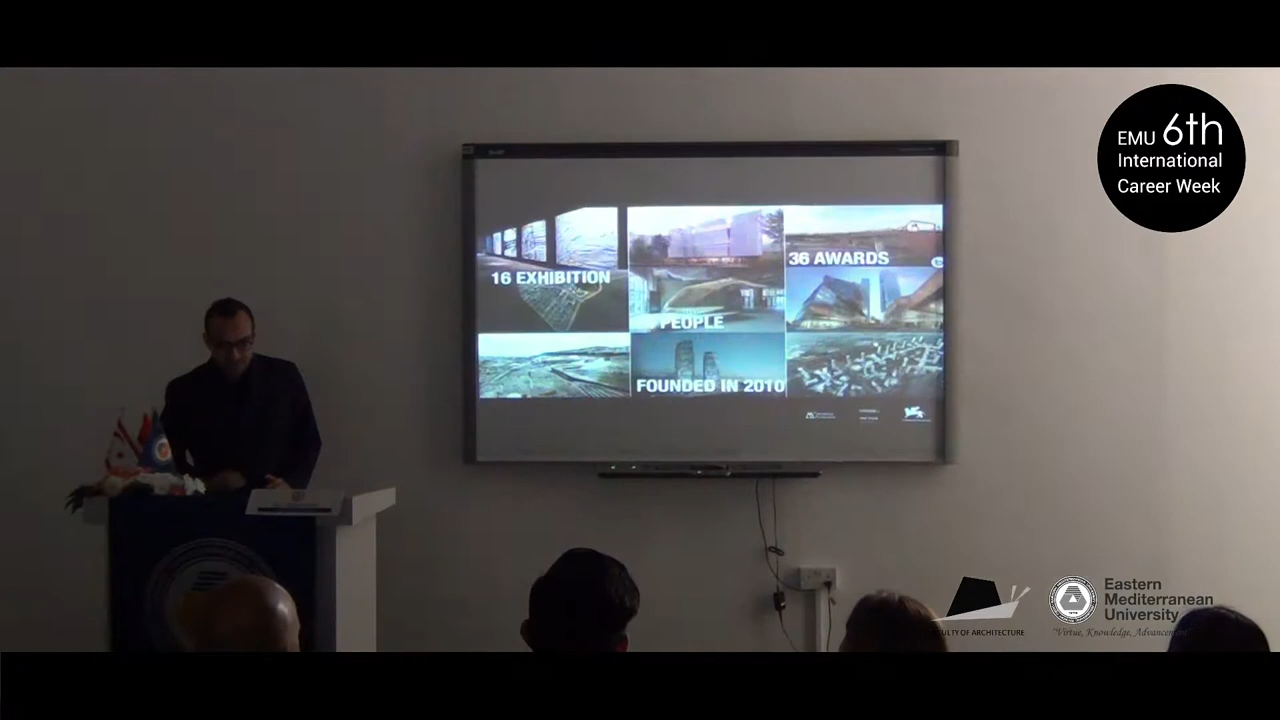 EMU 6th
International
Career Week
16 EXHIBITION
36 AWARDS
PEOPLE
FOUNDED IN 2010
Eastern
Mediterranean
University
"Virtue, Knowledge, Advancement"
OF ARCHITECTURE